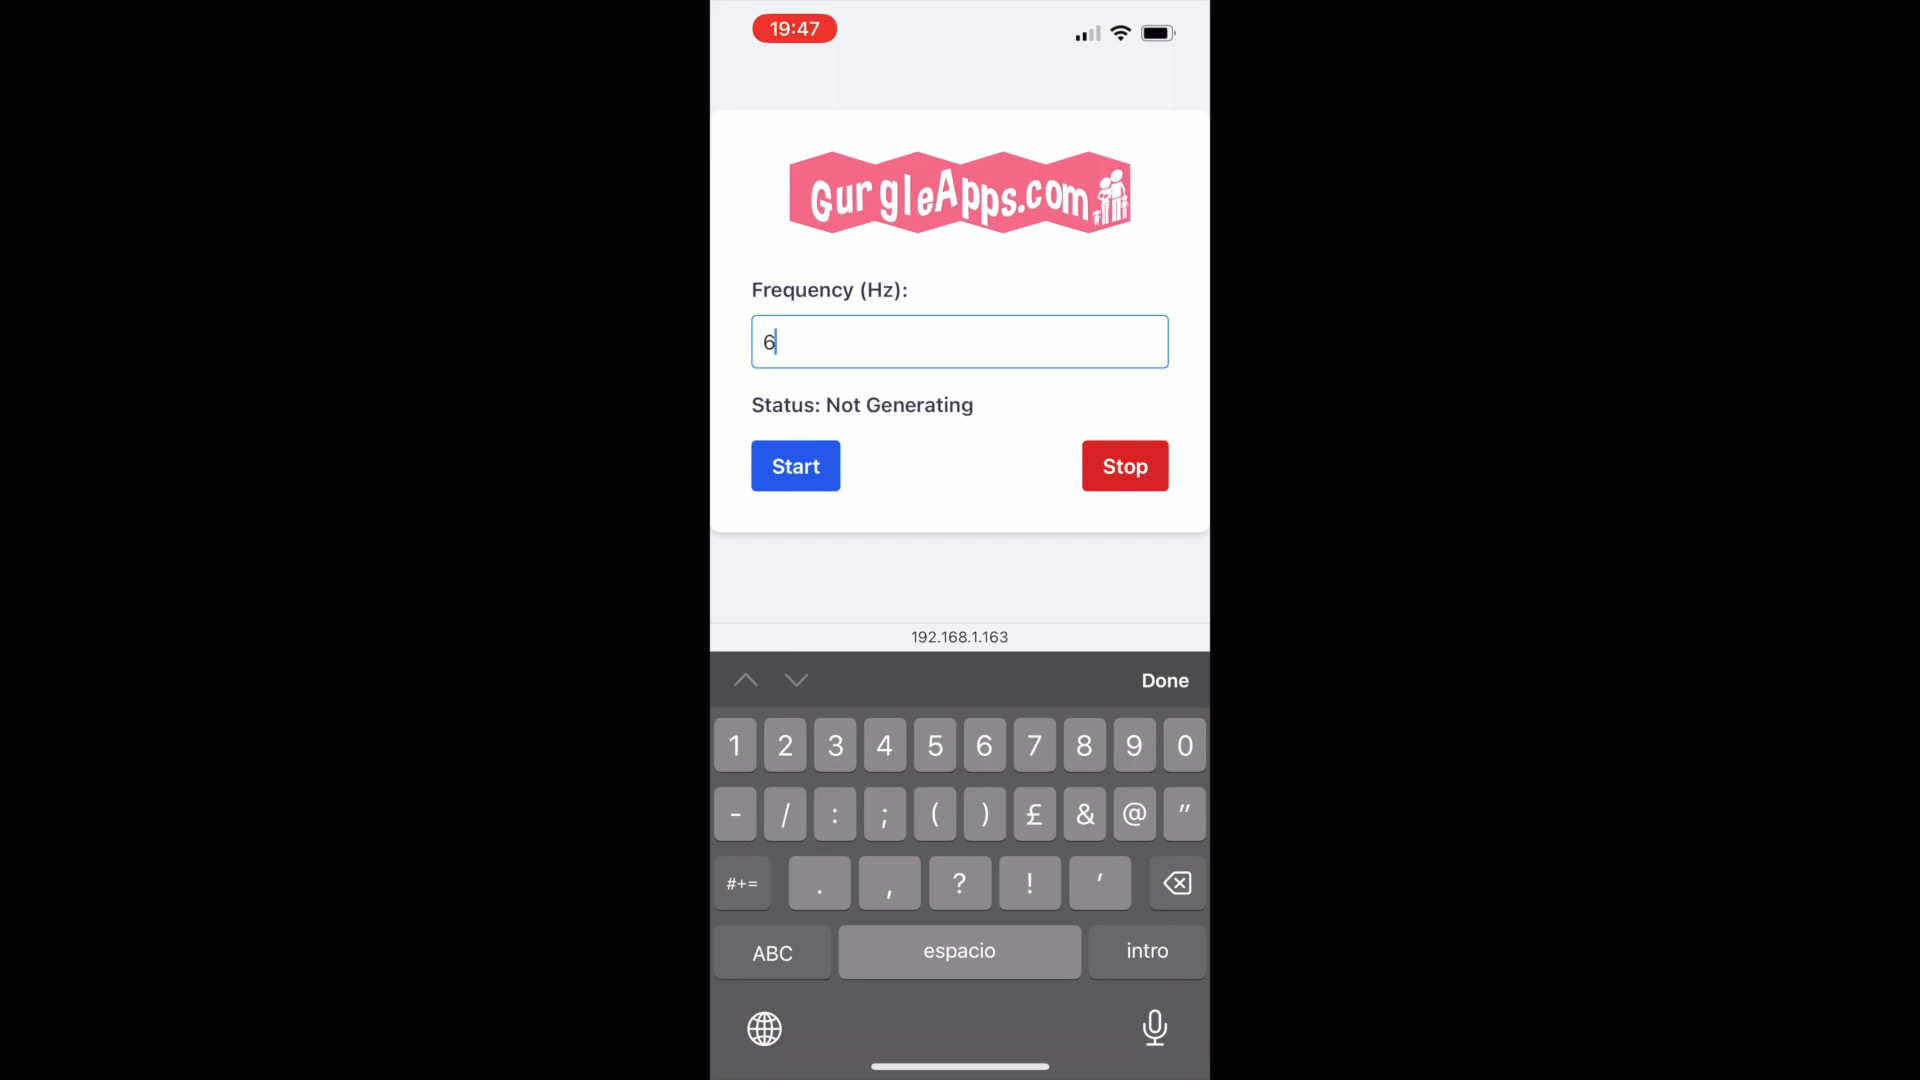 19:47
GurgleApps.com
Frequency (Hz):
6
Status: Not Generating
Start
Stop
192.168.1.163
Done
1 2 3 4 5 6 7 8 9 0
- / : ; ( ) £ & @ "
#+= . , ? ! '
ABC espacio intro